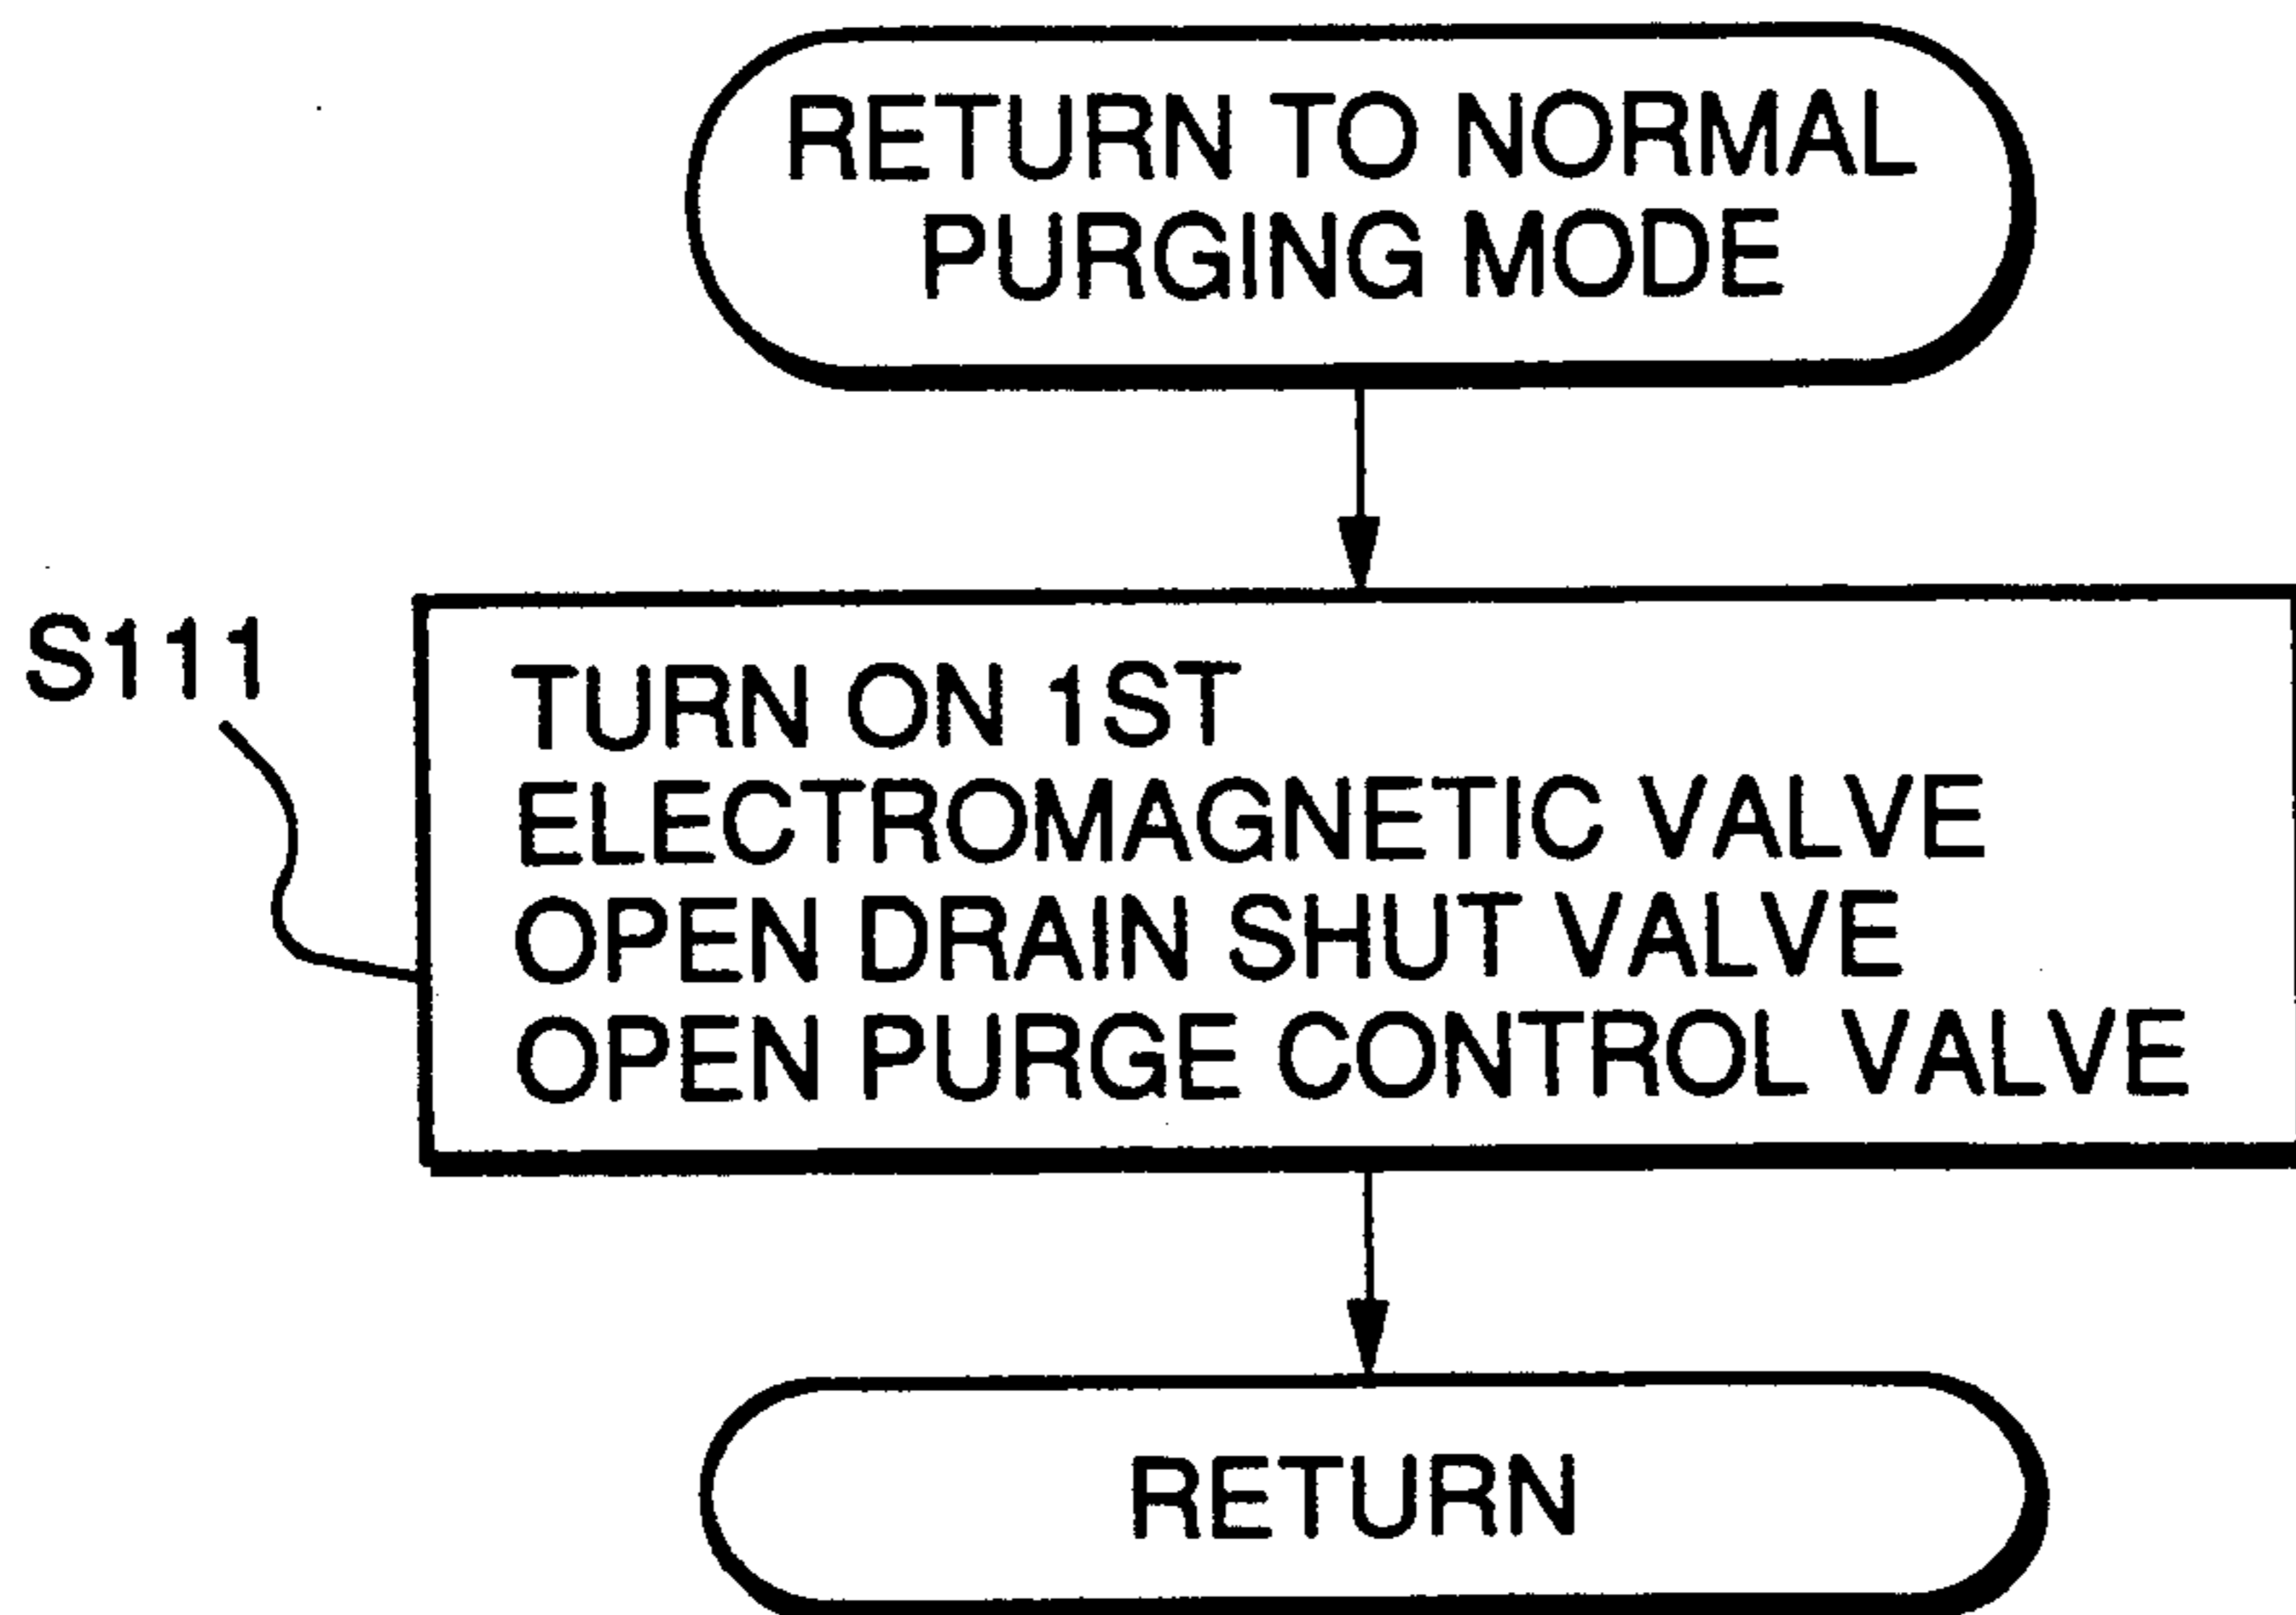 RETURN TO NORMAL
PURGING MODE
S111
TURN ON 1ST
ELECTROMAGNETIC VALVE
OPEN DRAIN SHUT VALVE
OPEN PURGE CONTROL VALVE
RETURN